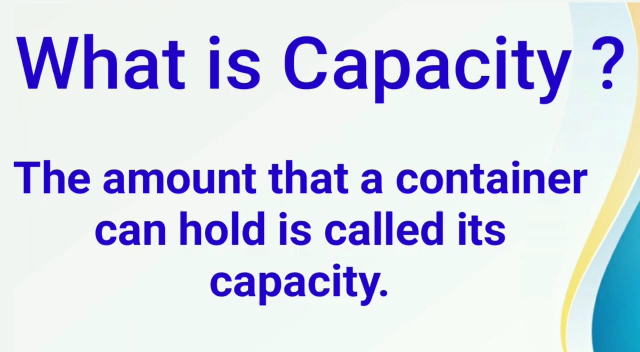 What is Capacity ?
The amount that a container
can hold is called its
capacity.